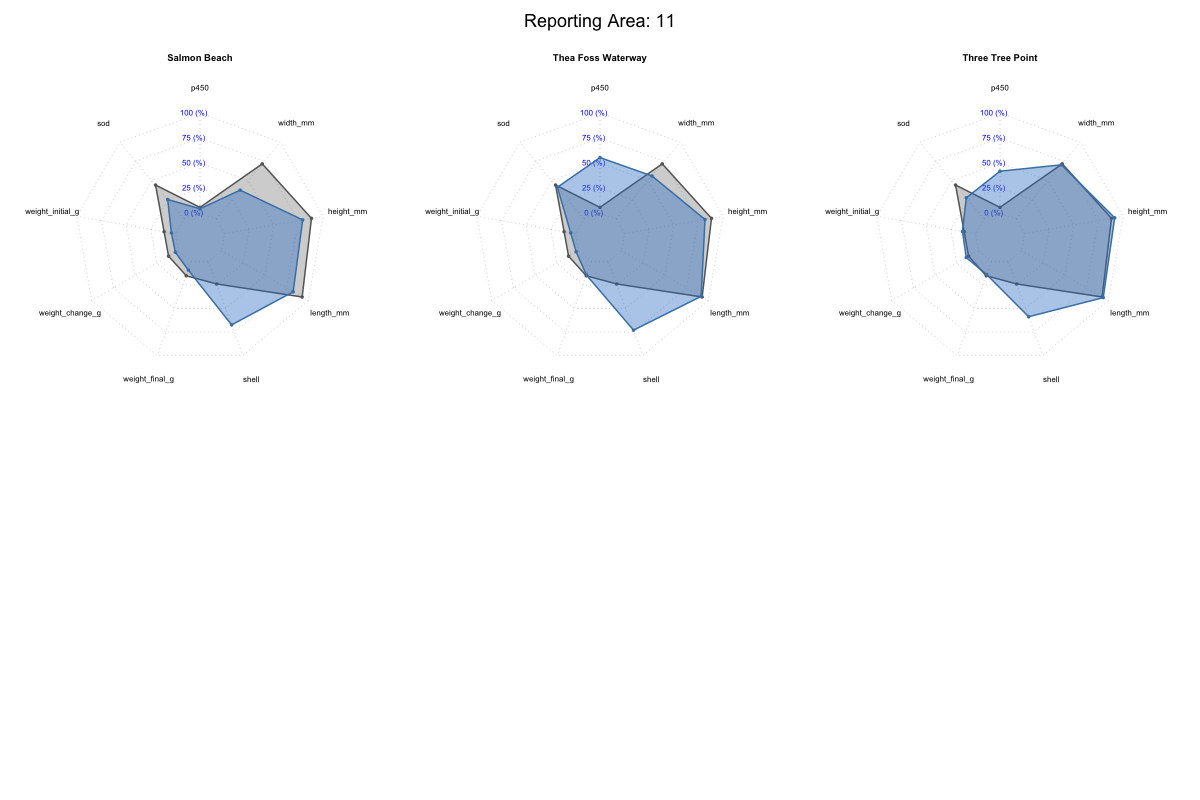 Reporting Area: 11
Salmon Beach
p450
100 (%)
75 (%)
50 (%)
25 (%)
0 (%)
sod
width_mm
weight_initial_g
height_mm
weight_change_g
length_mm
weight_final_g
shell
Thea Foss Waterway
p450
100 (%)
75 (%)
50 (%)
25 (%)
0 (%)
sod
width_mm
weight_initial_g
height_mm
weight_change_g
length_mm
weight_final_g
shell
Three Tree Point
p450
100 (%)
75 (%)
50 (%)
25 (%)
0 (%)
sod
width_mm
weight_initial_g
height_mm
weight_change_g
length_mm
weight_final_g
shell